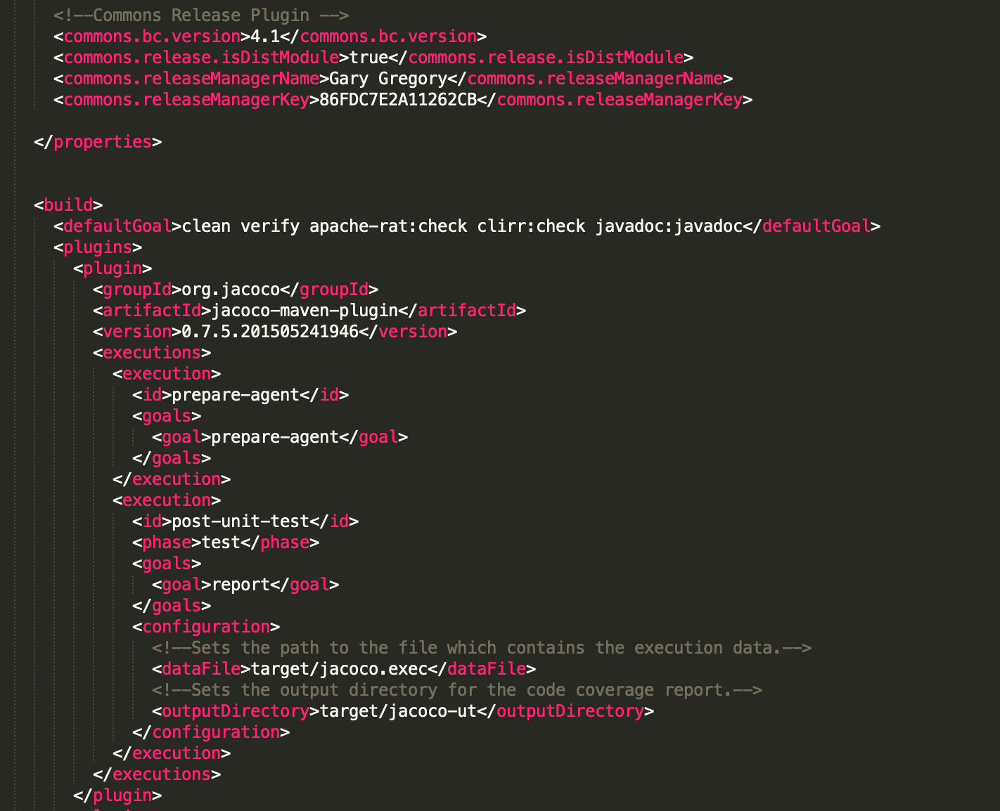 <!--Commons Release Plugin -->
<commons.bc.version>4.1</commons.bc.version>
<commons.release.isDistModule>true</commons.release.isDistModule>
<commons.releaseManagerName>Gary Gregory</commons.releaseManagerName>
<commons.releaseManagerKey>86FDC7E2A11262CB</commons.releaseManagerKey>
</properties>
<build>
<defaultGoal>clean verify apache-rat:check clirr:check javadoc:javadoc</defaultGoal>
<plugins>
<plugin>
<groupId>org.jacoco</groupId>
<artifactId>jacoco-maven-plugin</artifactId>
<version>0.7.5.201505241946</version>
<executions>
<execution>
<id>prepare-agent</id>
<goals>
<goal>prepare-agent</goal>
</goals>
</execution>
<execution>
<id>post-unit-test</id>
<phase>test</phase>
<goals>
<goal>report</goal>
</goals>
<configuration>
<!--Sets the path to the file which contains the execution data.-->
<dataFile>target/jacoco.exec</dataFile>
<!--Sets the output directory for the code coverage report.-->
<outputDirectory>target/jacoco-ut</outputDirectory>
</configuration>
</execution>
</executions>
</plugin>